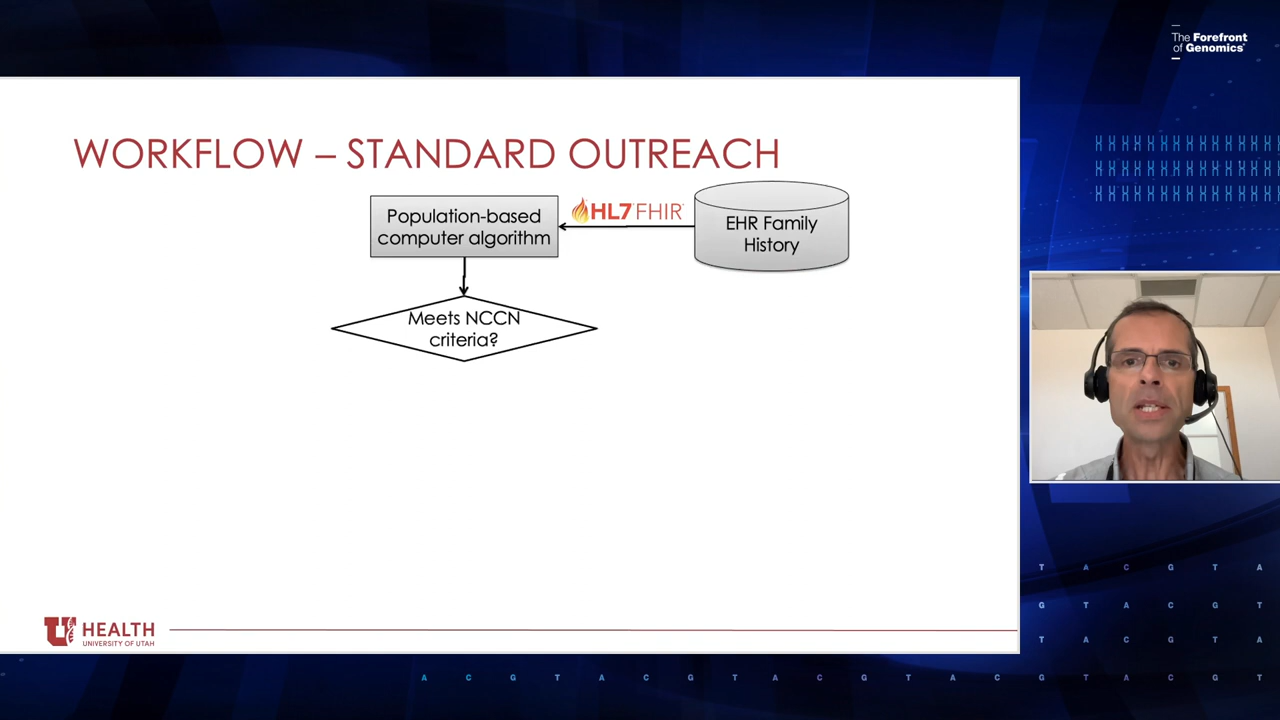 The Forefront
of Genomics®
WORKFLOW – STANDARD OUTREACH
Population-based
computer algorithm
HL7 FHIR
EHR Family
History
Meets NCCN
criteria?
U HEALTH
UNIVERSITY OF UTAH
T A C G T A
G T A C G T
T A C G T A
A C G T A C G T A C G T A C G T A C G T A